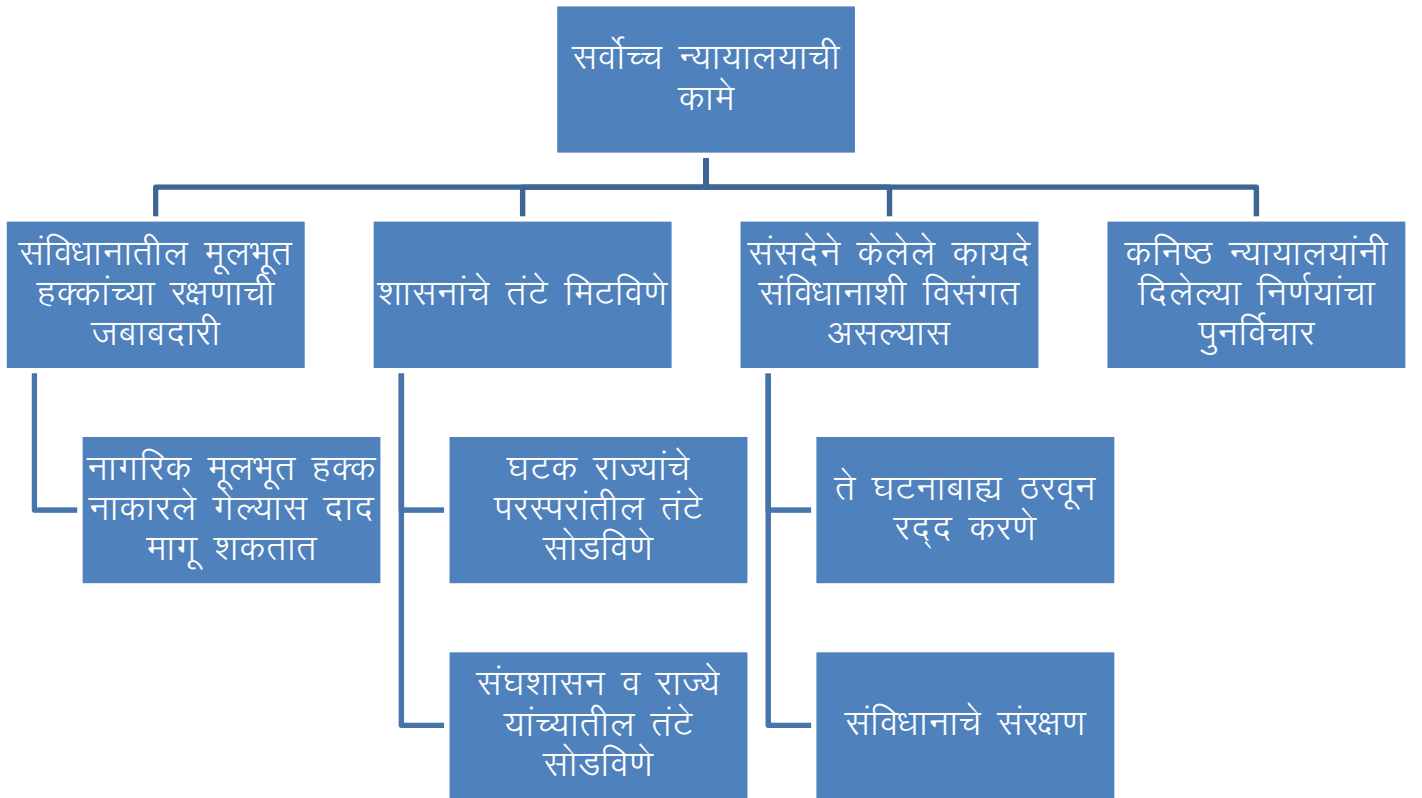 सर्वोच्च न्यायालयाची
कामे
संविधानातील मूलभूत
हक्कांच्या रक्षणाची
जबाबदारी
शासनांचे तंटे मिटविणे
संसदेने केलेले कायदे
संविधानाशी विसंगत
असल्यास
कनिष्ठ न्यायालयांनी
दिलेल्या निर्णयांचा
पुनर्विचार
नागरिक मूलभूत हक्क
नाकारले गेल्यास दाद
मागू शकतात
घटक राज्यांचे
परस्परांतील तंटे
सोडविणे
ते घटनाबाह्य ठरवून
रद्द करणे
संघशासन व राज्ये
यांच्यातील तंटे
सोडविणे
संविधानाचे संरक्षण